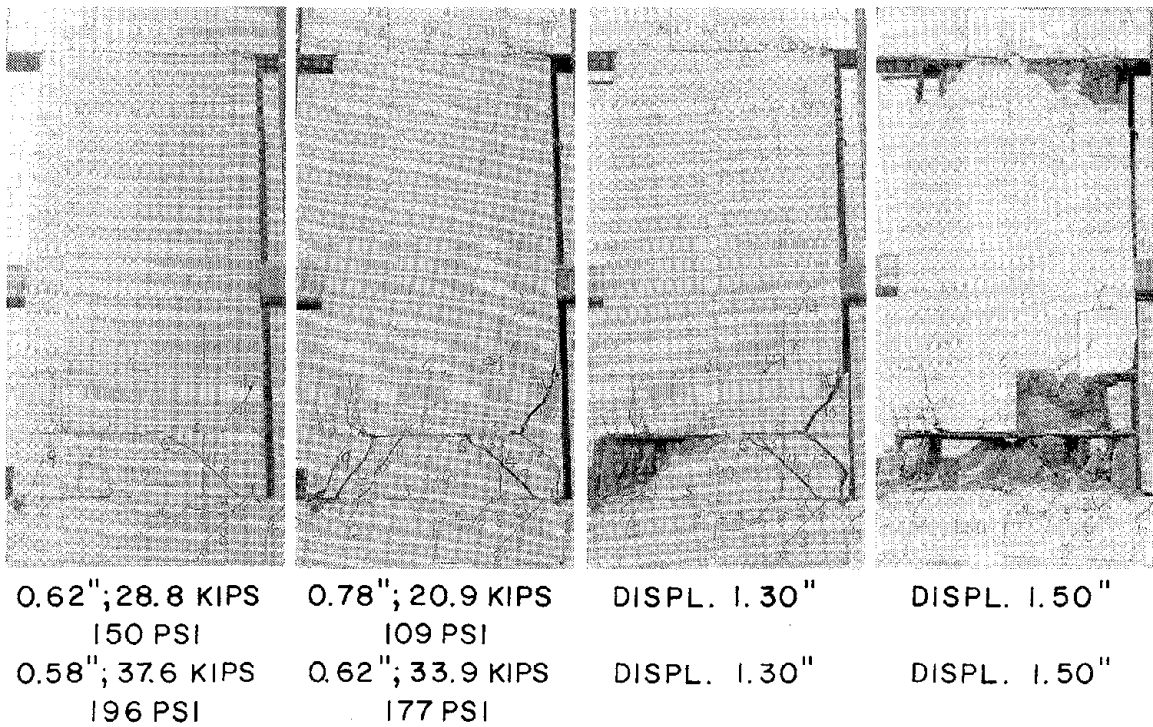 0.62"; 28.8 KIPS 0.78"; 20.9 KIPS DISPL. 1.30" DISPL. 1.50"
150 PSI 109 PSI
0.58"; 37.6 KIPS 0.62"; 33.9 KIPS DISPL. 1.30" DISPL. 1.50"
196 PSI 177 PSI